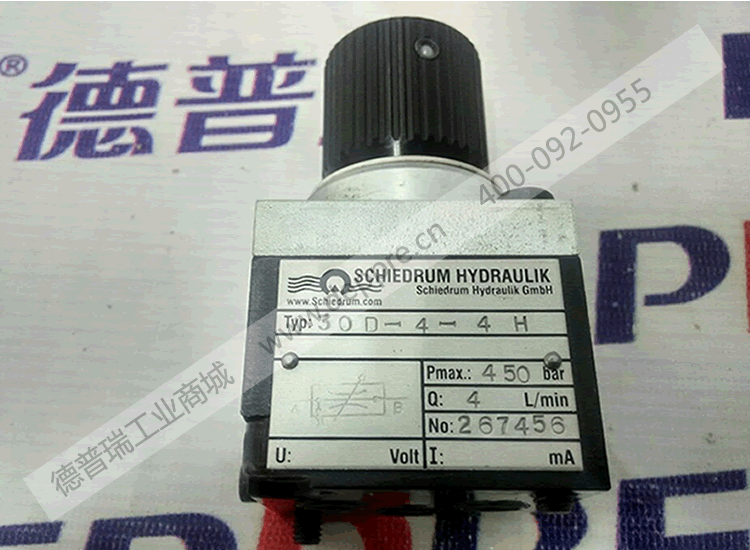 ® 德普
400-092-0955
SCHIEDRUM HYDRAULIK
Schiedrum Hydraulik GmbH
www.Schiedrum.com
Typ: 30D-4-4 H
Pmax.: 450 bar
A B
Q: 4 L/min
No: 267456
U: Volt I: mA
德普瑞工业商城